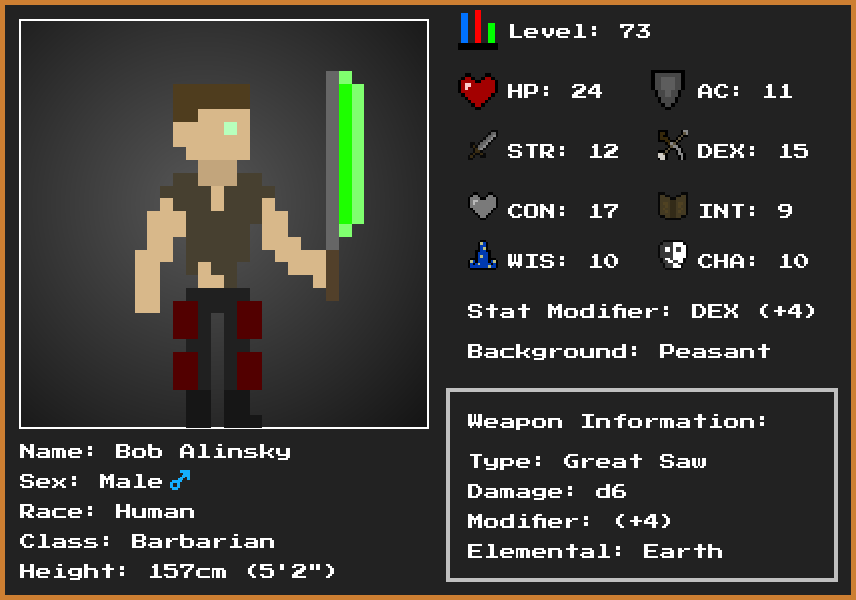 Level: 73
HP: 24 AC: 11
STR: 12 DEX: 15
CON: 17 INT: 9
WIS: 10 CHA: 10
Stat Modifier: DEX (+4)
Background: Peasant
Weapon Information:
Type: Great Saw
Damage: d6
Modifier: (+4)
Elemental: Earth
Name: Bob Alinsky
Sex: Male ♂
Race: Human
Class: Barbarian
Height: 157cm (5'2")